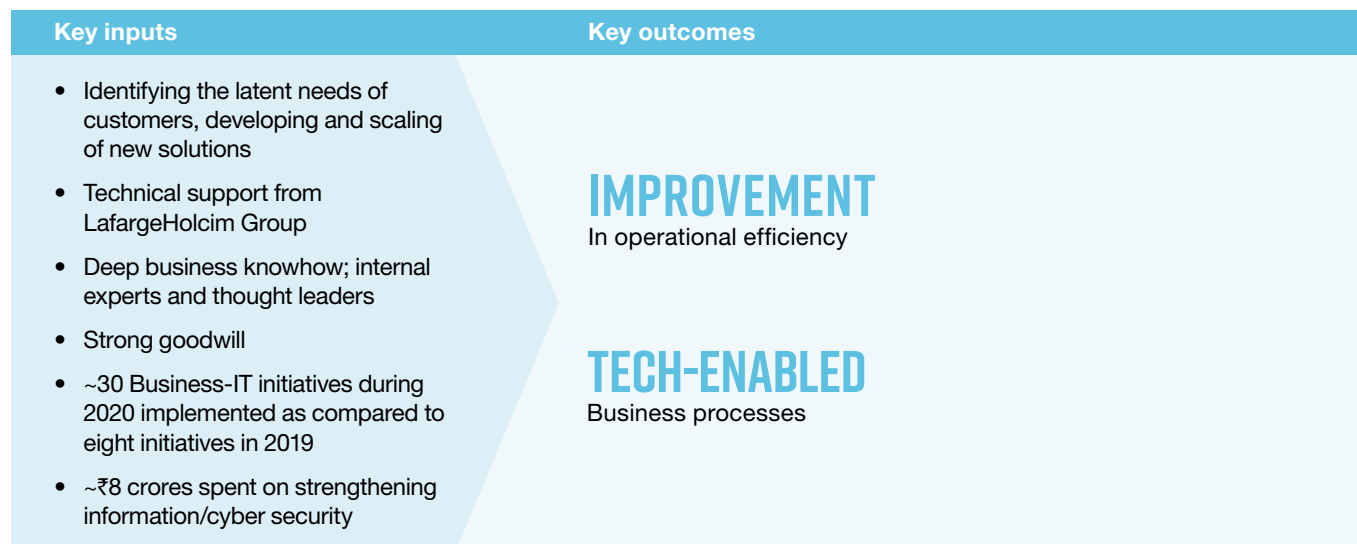 Key inputs
Key outcomes
• Identifying the latent needs of
customers, developing and scaling
of new solutions
• Technical support from
LafargeHolcim Group
• Deep business knowhow; internal
experts and thought leaders
• Strong goodwill
• ~30 Business-IT initiatives during
2020 implemented as compared to
eight initiatives in 2019
• ~₹8 crores spent on strengthening
information/cyber security
IMPROVEMENT
In operational efficiency
TECH-ENABLED
Business processes